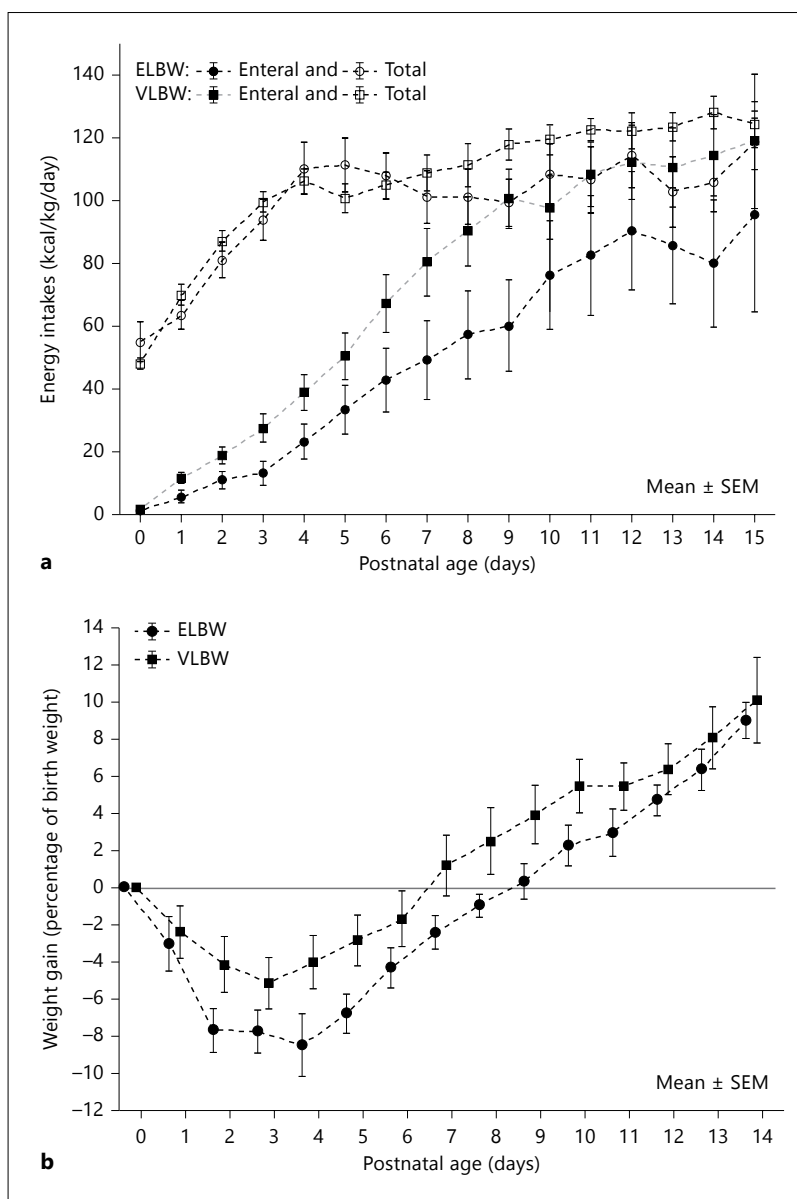 ELBW: Enteral and Total
VLBW: Enteral and Total
140
120
100
80
60
40
20
0
Energy intakes (kcal/kg/day)
Mean ± SEM
0 1 2 3 4 5 6 7 8 9 10 11 12 13 14 15
a
Postnatal age (days)
ELBW
VLBW
14
12
10
8
6
4
2
0
–2
–4
–6
–8
–10
–12
Weight gain (percentage of birth weight)
Mean ± SEM
0 1 2 3 4 5 6 7 8 9 10 11 12 13 14
b
Postnatal age (days)